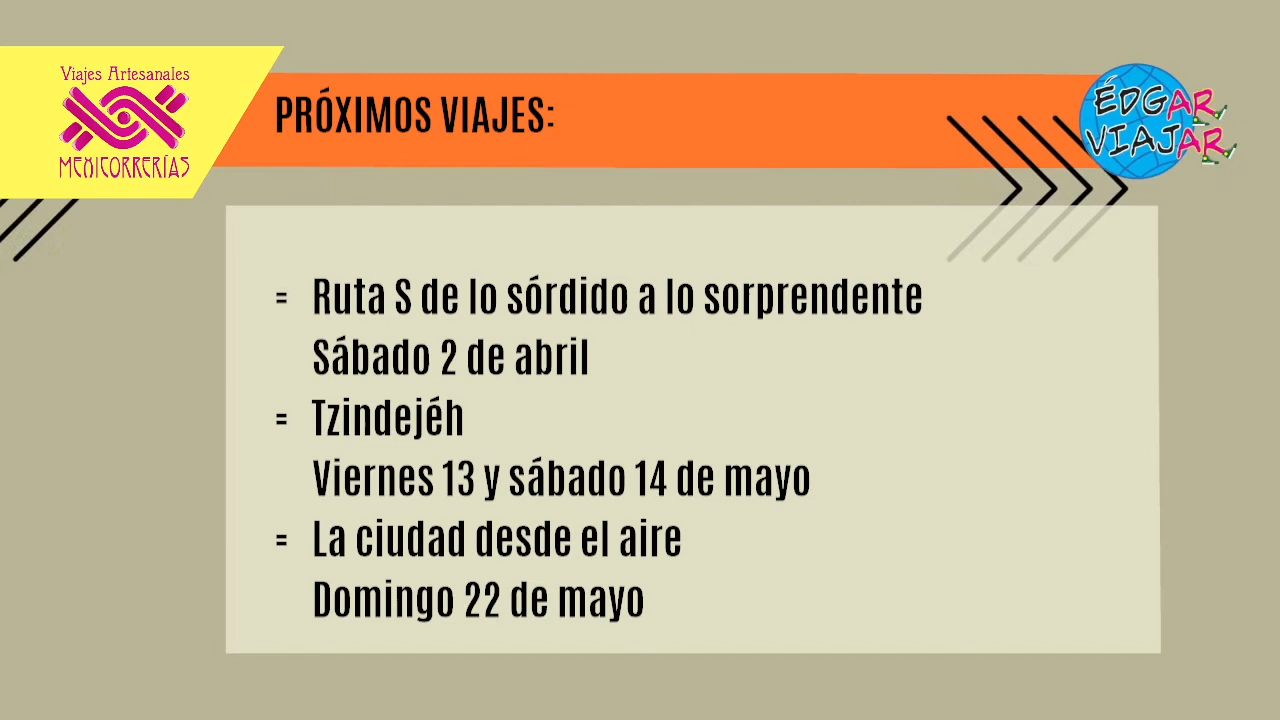 Viajes Artesanales
MEXICORRERÍAS
PRÓXIMOS VIAJES:
ÉDGAR
VIAJAR
= Ruta S de lo sórdido a lo sorprendente
Sábado 2 de abril
= Tzindejéh
Viernes 13 y sábado 14 de mayo
= La ciudad desde el aire
Domingo 22 de mayo